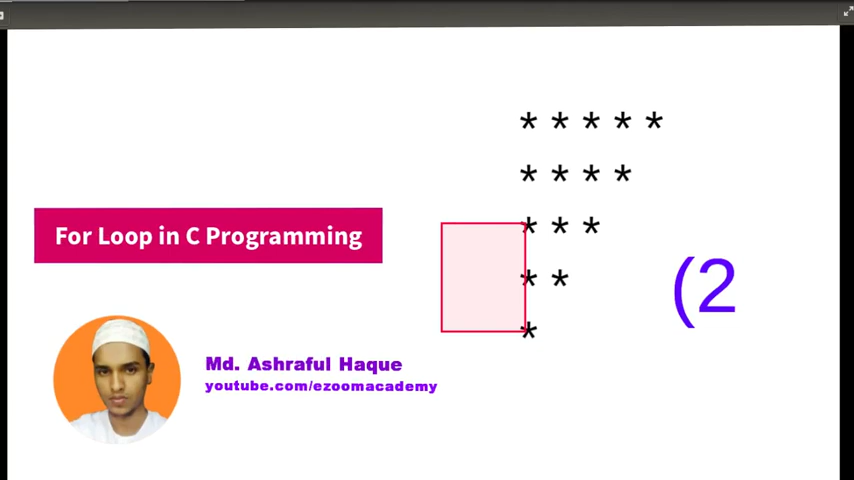 * * * * *
* * * *
* * *
* *
*
For Loop in C Programming
(2
Md. Ashraful Haque
youtube.com/ezoomacademy